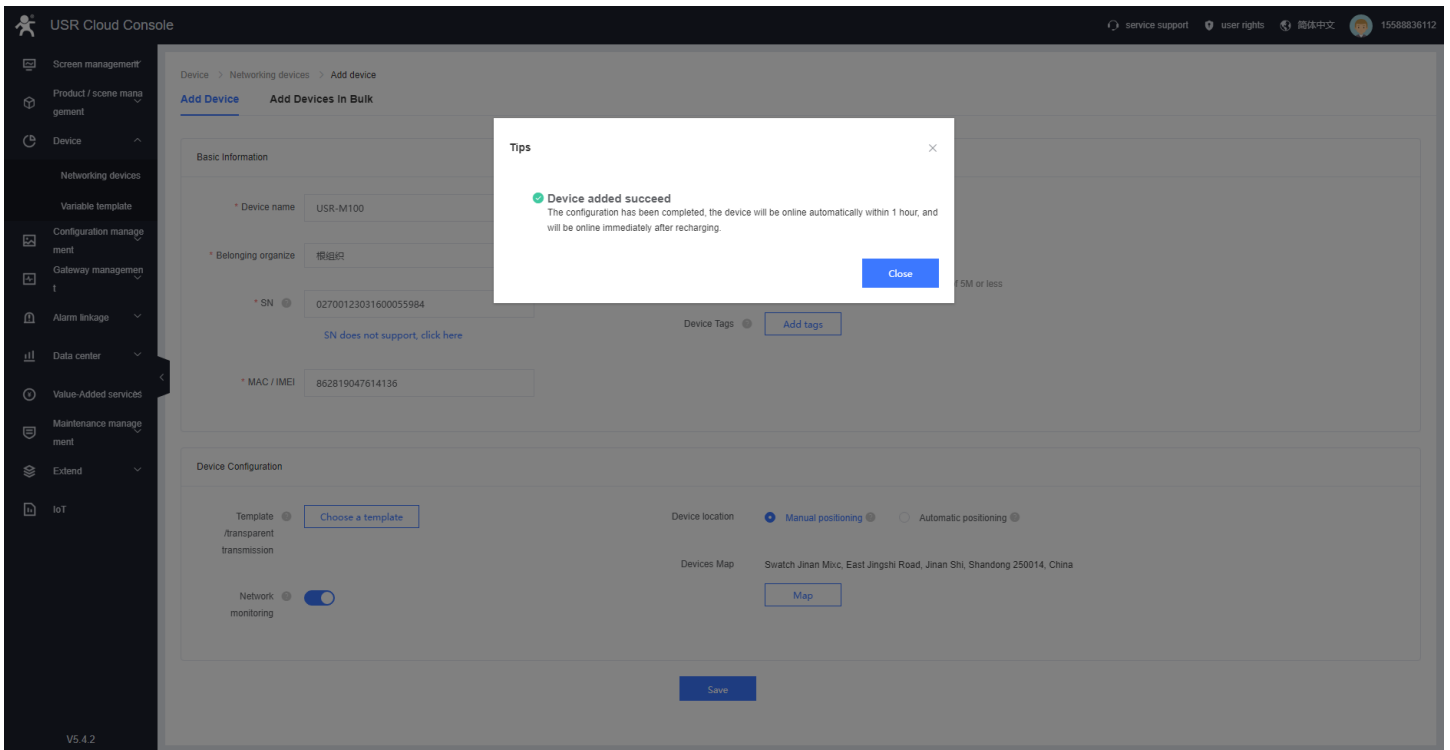 USR Cloud Console
service support
user rights
简体中文
15588836112
Screen management
Product / scene mana
gement
Device
Networking devices
Variable template
Configuration manage
ment
Gateway managemen
t
Alarm linkage
Data center
Value-Added services
Maintenance manage
ment
Extend
IoT
V5.4.2
Device > Networking devices > Add device
Add Device
Add Devices In Bulk
Basic Information
* Device name
USR-M100
* Belonging organize
根组织
* SN
02700123031600055984
SN does not support, click here
* MAC / IMEI
862819047614136
f 5M or less
Device Tags
Add tags
Tips
Device added succeed
The configuration has been completed, the device will be online automatically within 1 hour, and
will be online immediately after recharging.
Close
Device Configuration
Template
/transparent
transmission
Choose a template
Network
monitoring
Device location
Manual positioning
Automatic positioning
Devices Map
Swatch Jinan Mixc, East Jingshi Road, Jinan Shi, Shandong 250014, China
Map
Save